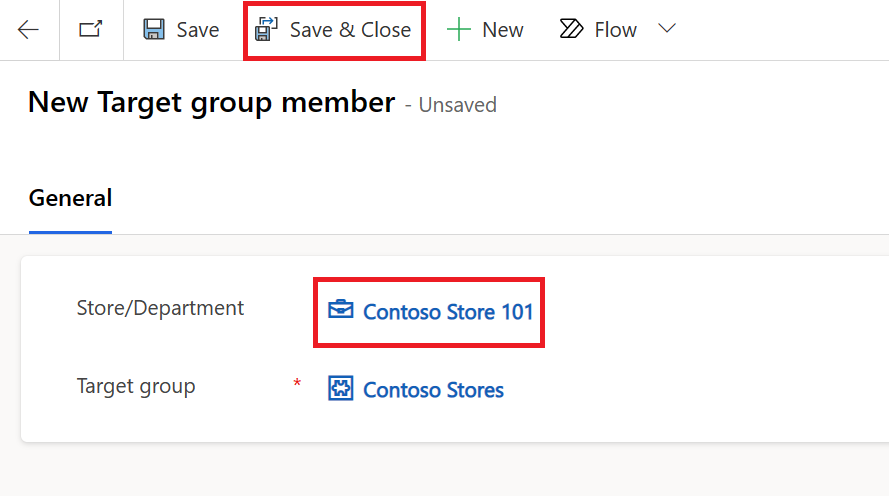 Save Save & Close New Flow
New Target group member - Unsaved
General
Store/Department Contoso Store 101
Target group * Contoso Stores